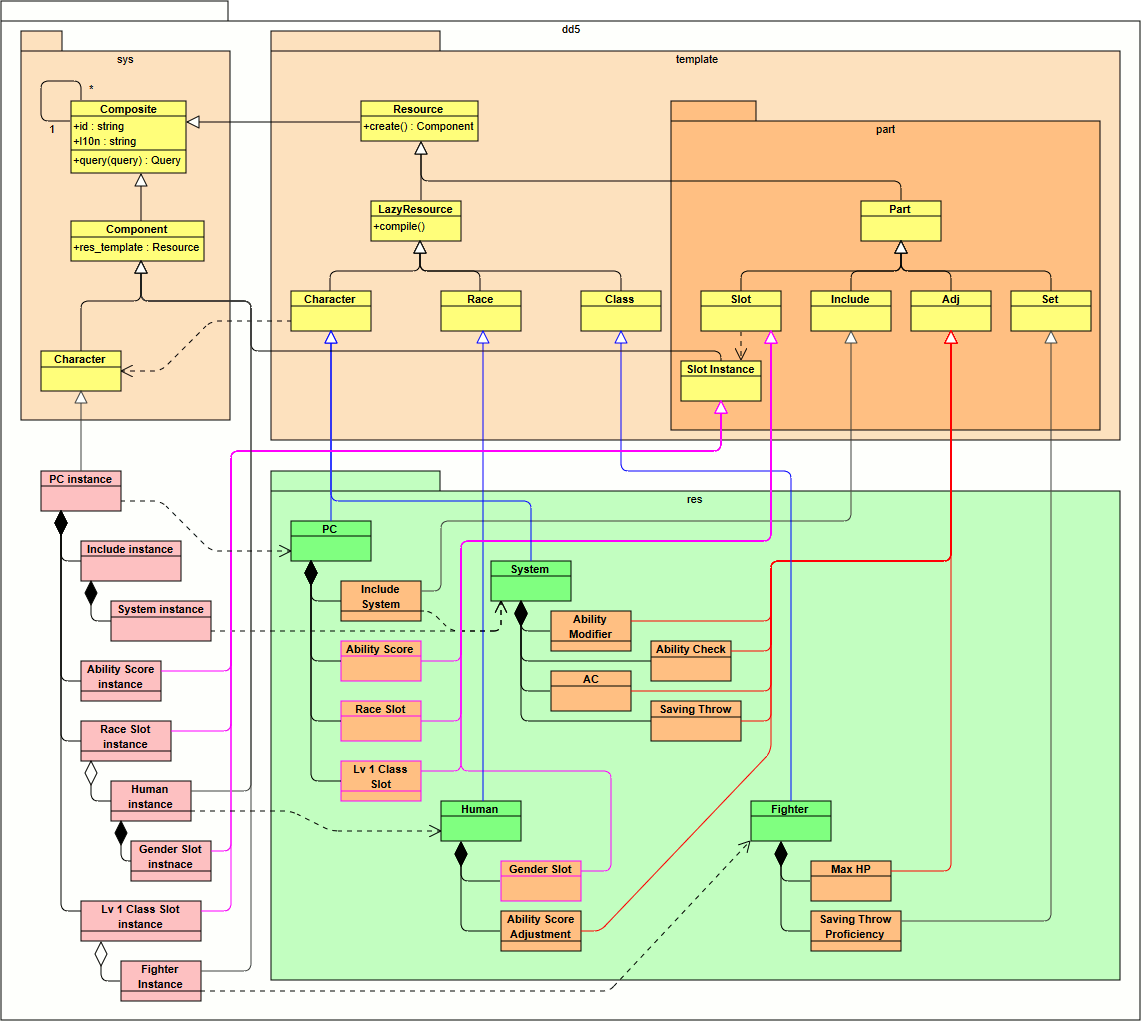 dd5
sys
*
Composite
+id : string
+l10n : string
+query(query) : Query
1
Component
+res_template : Resource
Character
template
Resource
+create() : Component
LazyResource
+compile()
Character
Race
Class
part
Part
Slot
Include
Adj
Set
Slot Instance
PC instance
Include instance
System instance
Ability Score
instance
Race Slot
instance
Human
instance
Gender Slot
instnace
Lv 1 Class Slot
instance
Fighter
Instance
res
PC
Include
System
Ability Score
Race Slot
Lv 1 Class
Slot
System
Ability
Modifier
Ability Check
AC
Saving Throw
Human
Gender Slot
Ability Score
Adjustment
Fighter
Max HP
Saving Throw
Proficiency